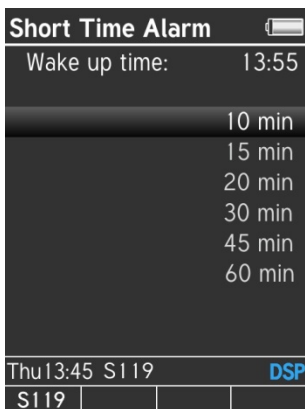 Short Time Alarm
Wake up time: 13:55
10 min
15 min
20 min
30 min
45 min
60 min
Thu13:45 S119 DSP
S119